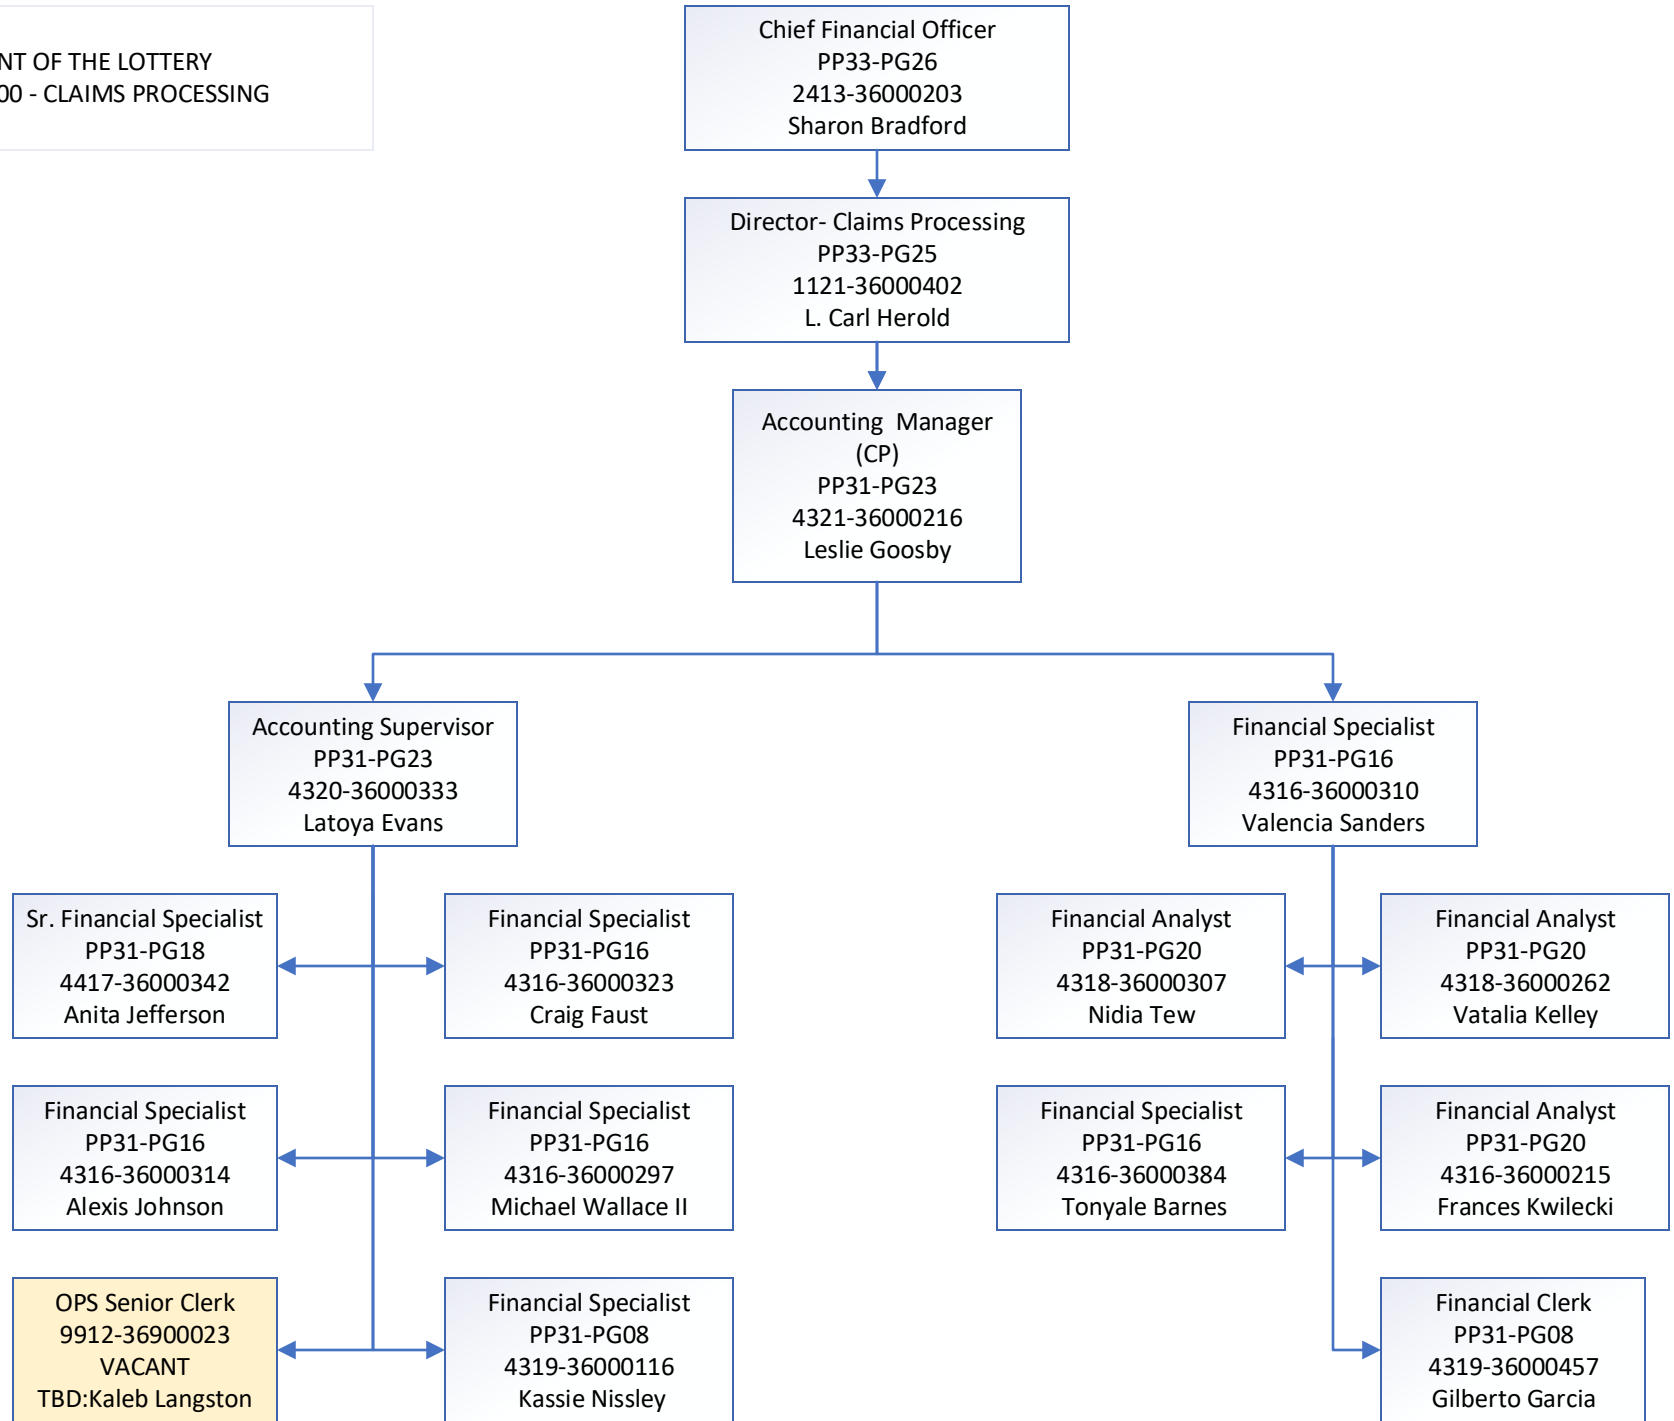 NT OF THE LOTTERY
00 - CLAIMS PROCESSING
Chief Financial Officer
PP33-PG26
2413-36000203
Sharon Bradford
Director- Claims Processing
PP33-PG25
1121-36000402
L. Carl Herold
Accounting  Manager
(CP)
PP31-PG23
4321-36000216
Leslie Goosby
Accounting Supervisor
PP31-PG23
4320-36000333
Latoya Evans
Financial Specialist
PP31-PG16
4316-36000310
Valencia Sanders
Sr. Financial Specialist
PP31-PG18
4417-36000342
Anita Jefferson
Financial Specialist
PP31-PG16
4316-36000323
Craig Faust
Financial Analyst
PP31-PG20
4318-36000307
Nidia Tew
Financial Analyst
PP31-PG20
4318-36000262
Vatalia Kelley
Financial Specialist
PP31-PG16
4316-36000314
Alexis Johnson
Financial Specialist
PP31-PG16
4316-36000297
Michael Wallace II
Financial Specialist
PP31-PG16
4316-36000384
Tonyale Barnes
Financial Analyst
PP31-PG20
4316-36000215
Frances Kwilecki
OPS Senior Clerk
9912-36900023
VACANT
TBD:Kaleb Langston
Financial Specialist
PP31-PG08
4319-36000116
Kassie Nissley
Financial Clerk
PP31-PG08
4319-36000457
Gilberto Garcia